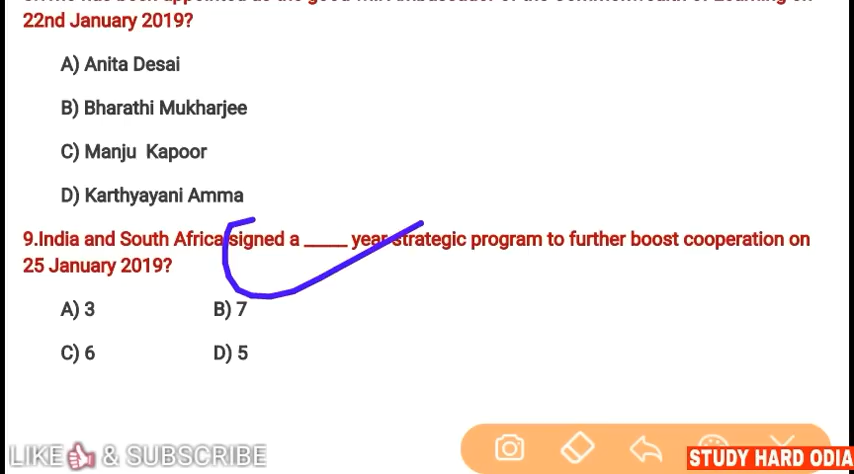 22nd January 2019?
A) Anita Desai
B) Bharathi Mukharjee
C) Manju Kapoor
D) Karthyayani Amma
9.India and South Africa signed a _____ year strategic program to further boost cooperation on
25 January 2019?
A) 3 B) 7
C) 6 D) 5
LIKE & SUBSCRIBE
STUDY HARD ODIA